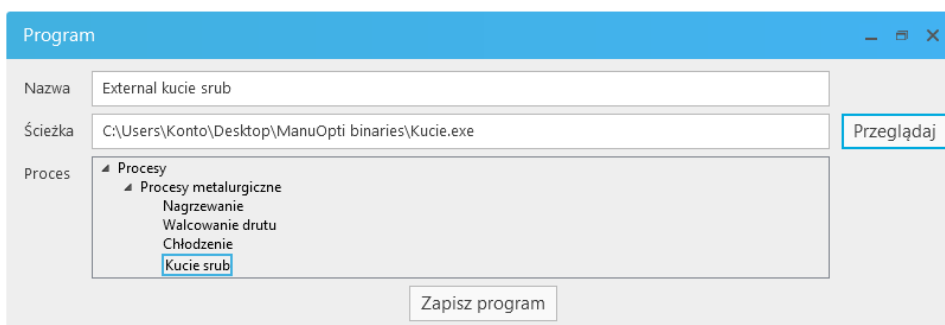 Program
Nazwa External kucie srub
Ścieżka C:\Users\Konto\Desktop\ManuOpti binaries\Kucie.exe Przeglądaj
Proces Procesy
Procesy metalurgiczne
Nagrzewanie
Walcowanie drutu
Chłodzenie
Kucie srub
Zapisz program